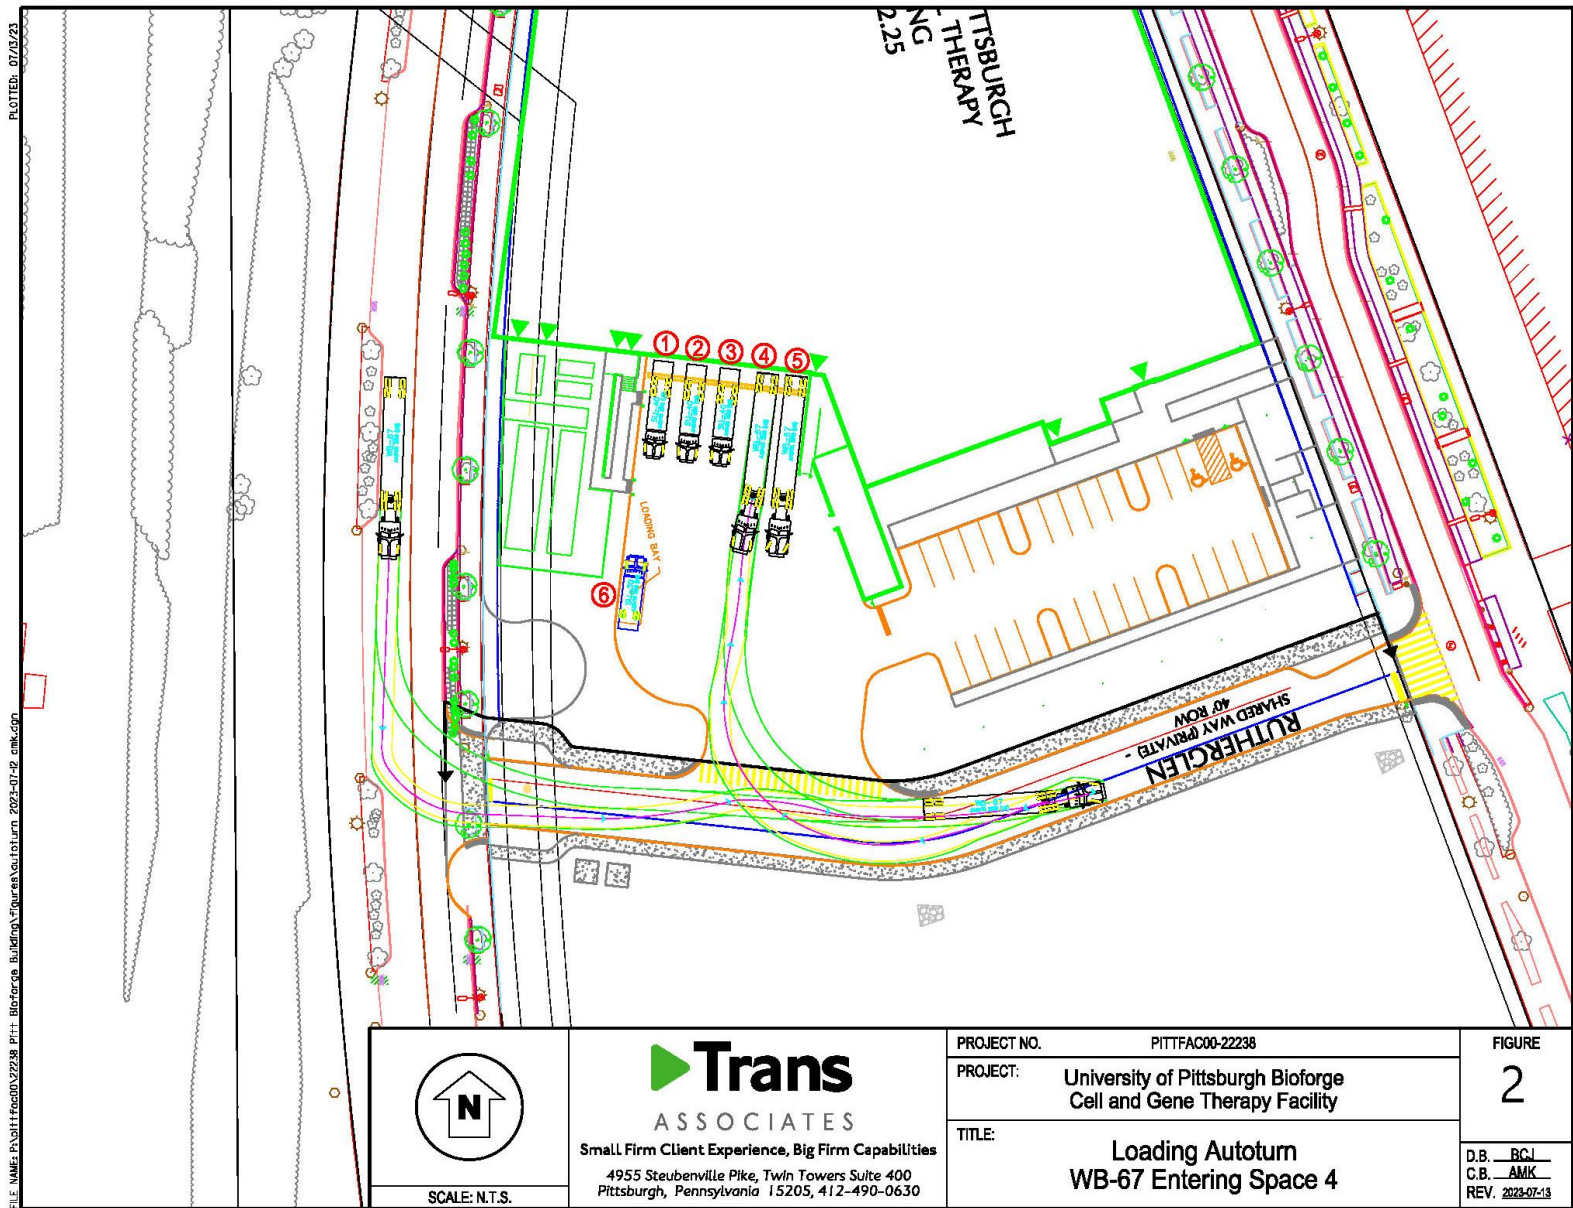 PLOTTED: 07/13/23
TTSBURGH
THERAPY
NG
2.25
1
2
3
4
5
6
LOADING BAY
WB-67
RUTHERGLEN
SHARED WAY (PRIVATE) -
40' ROW
FILE NAME: P:\pittfac00\22238 Pitt Bioforge Building\figures\autoturn 2023-07-12 amk.dgn
N
SCALE: N.T.S.
Trans
ASSOCIATES
Small Firm Client Experience, Big Firm Capabilities
4955 Steubenville Pike, Twin Towers Suite 400
Pittsburgh, Pennsylvania 15205, 412-490-0630
PROJECT NO. PITTFAC00-22238
PROJECT: University of Pittsburgh Bioforge
Cell and Gene Therapy Facility
TITLE: Loading Autoturn
WB-67 Entering Space 4
FIGURE
2
D.B. BCJ
C.B. AMK
REV. 2023-07-13